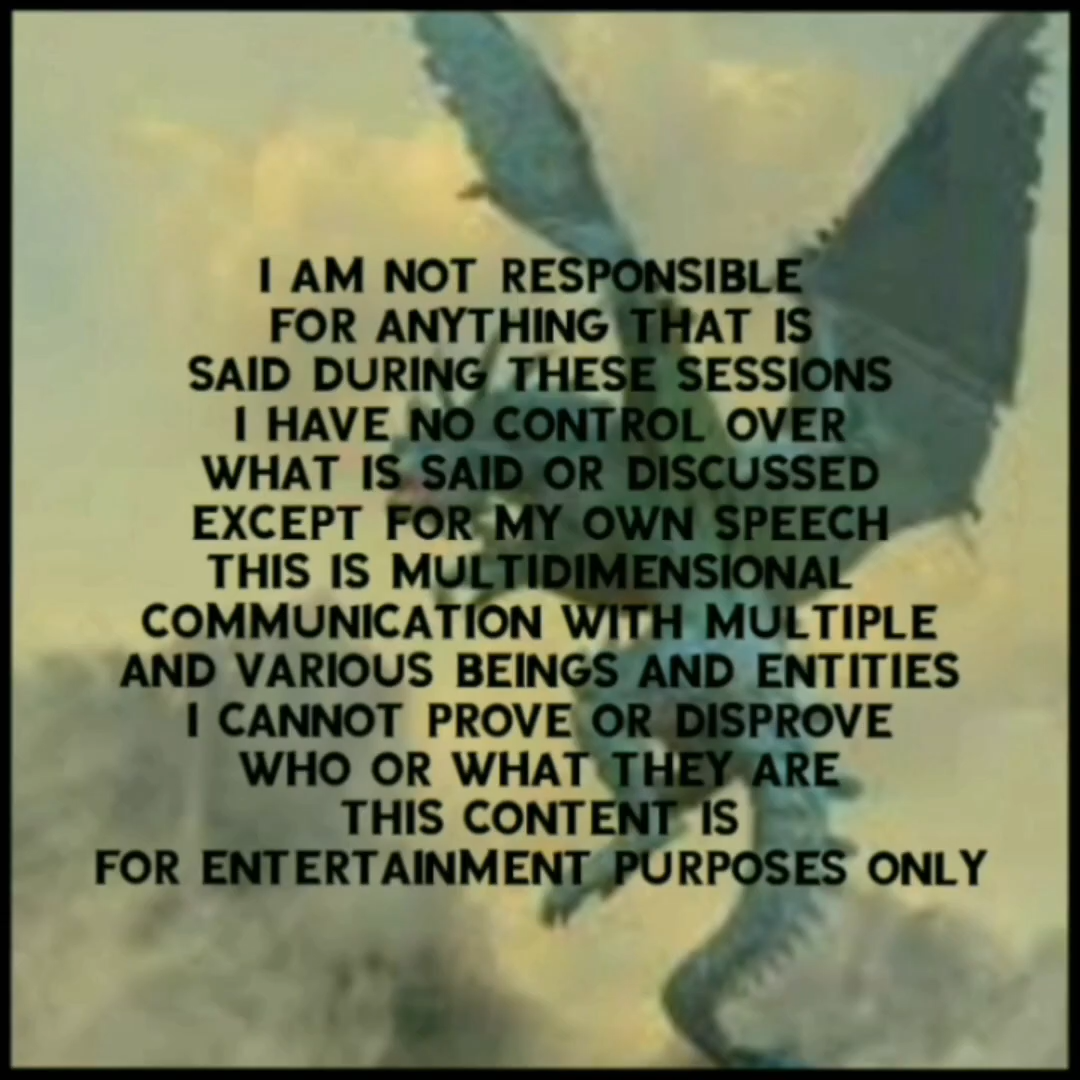 I AM NOT RESPONSIBLE
FOR ANYTHING THAT IS
SAID DURING THESE SESSIONS
I HAVE NO CONTROL OVER
WHAT IS SAID OR DISCUSSED
EXCEPT FOR MY OWN SPEECH
THIS IS MULTIDIMENSIONAL
COMMUNICATION WITH MULTIPLE
AND VARIOUS BEINGS AND ENTITIES
I CANNOT PROVE OR DISPROVE
WHO OR WHAT THEY ARE
THIS CONTENT IS
FOR ENTERTAINMENT PURPOSES ONLY